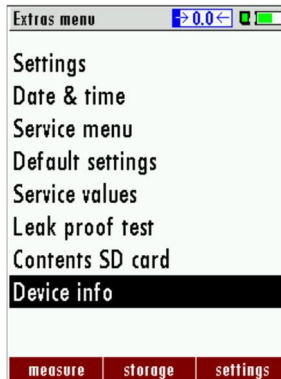 Extras menu →0.0←
Settings
Date & time
Service menu
Default settings
Service values
Leak proof test
Contents SD card
Device info
measure storage settings